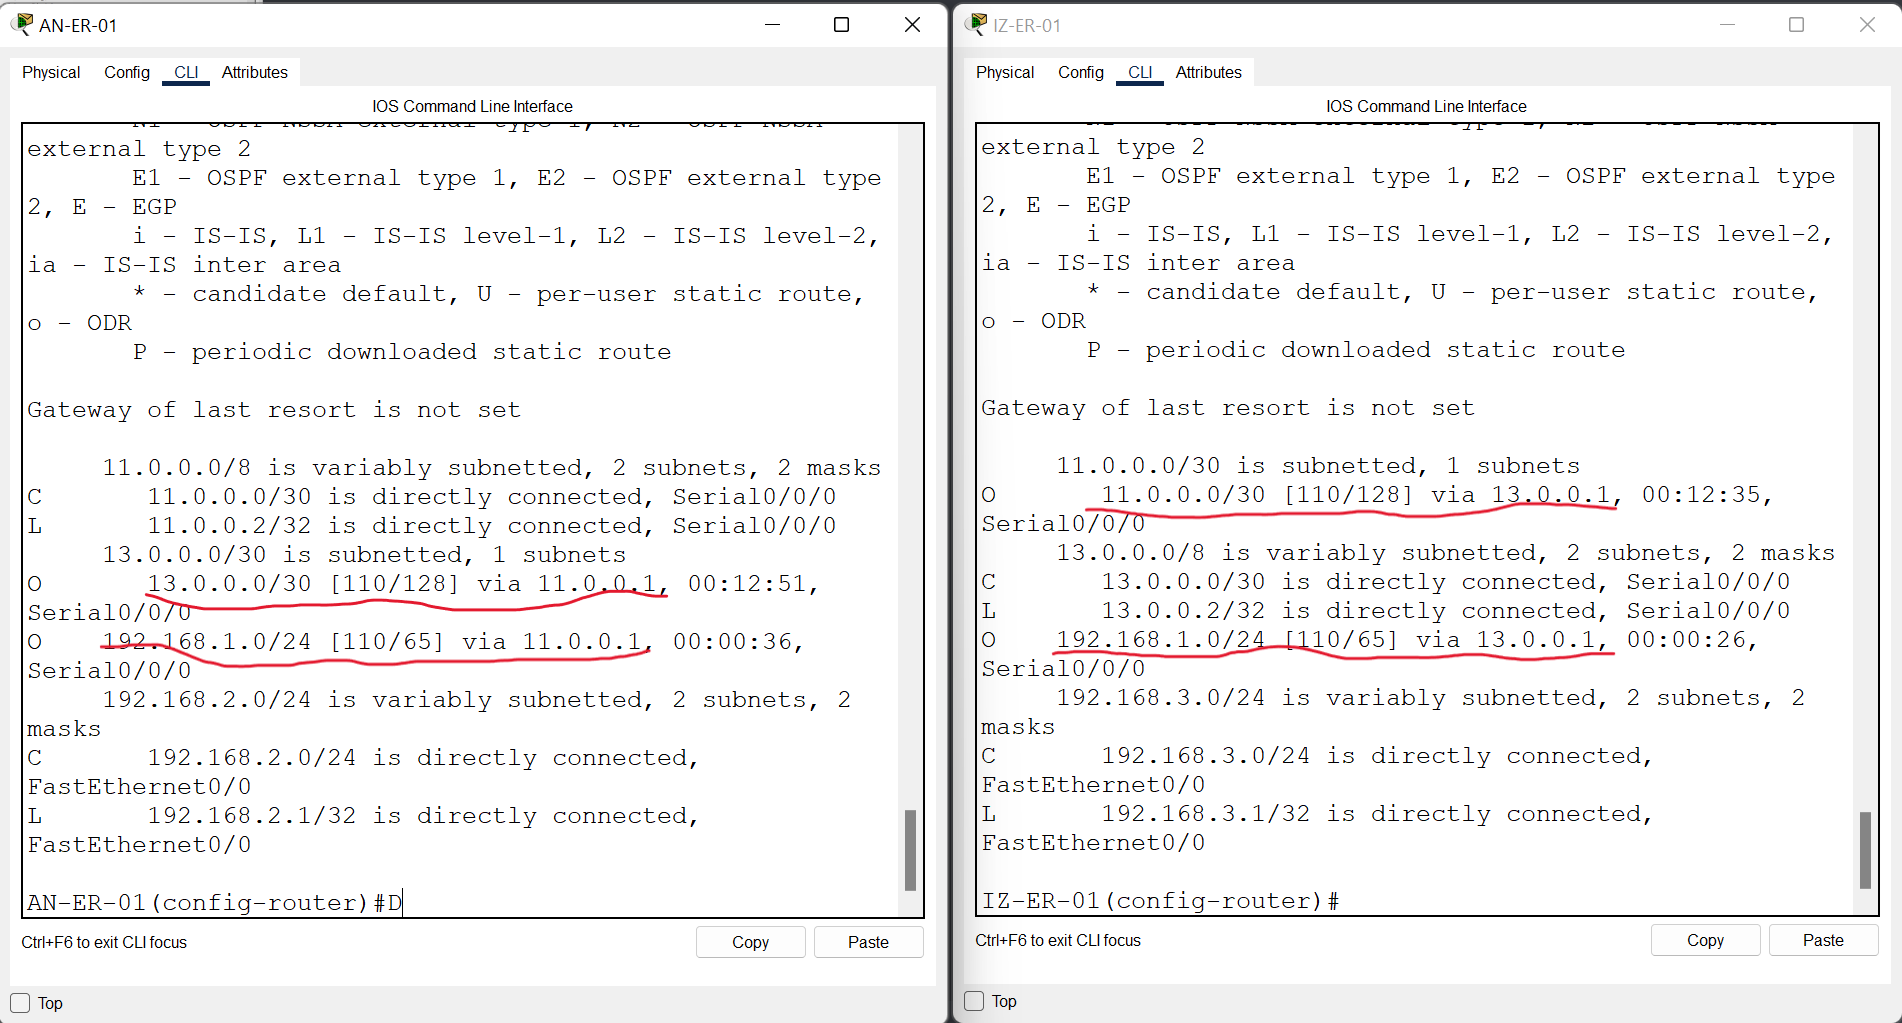 AN-ER-01
Physical Config CLI Attributes
IOS Command Line Interface
external type 2
E1 - OSPF external type 1, E2 - OSPF external type
2, E - EGP
i - IS-IS, L1 - IS-IS level-1, L2 - IS-IS level-2,
ia - IS-IS inter area
* - candidate default, U - per-user static route,
o - ODR
P - periodic downloaded static route
Gateway of last resort is not set
11.0.0.0/8 is variably subnetted, 2 subnets, 2 masks
C 11.0.0.0/30 is directly connected, Serial0/0/0
L 11.0.0.2/32 is directly connected, Serial0/0/0
13.0.0.0/30 is subnetted, 1 subnets
O 13.0.0.0/30 [110/128] via 11.0.0.1, 00:12:51,
Serial0/0/0
O 192.168.1.0/24 [110/65] via 11.0.0.1, 00:00:36,
Serial0/0/0
192.168.2.0/24 is variably subnetted, 2 subnets, 2
masks
C 192.168.2.0/24 is directly connected,
FastEthernet0/0
L 192.168.2.1/32 is directly connected,
FastEthernet0/0
AN-ER-01(config-router)#D
Ctrl+F6 to exit CLI focus
Copy Paste
Top
IZ-ER-01
Physical Config CLI Attributes
IOS Command Line Interface
external type 2
E1 - OSPF external type 1, E2 - OSPF external type
2, E - EGP
i - IS-IS, L1 - IS-IS level-1, L2 - IS-IS level-2,
ia - IS-IS inter area
* - candidate default, U - per-user static route,
o - ODR
P - periodic downloaded static route
Gateway of last resort is not set
11.0.0.0/30 is subnetted, 1 subnets
O 11.0.0.0/30 [110/128] via 13.0.0.1, 00:12:35,
Serial0/0/0
13.0.0.0/8 is variably subnetted, 2 subnets, 2 masks
C 13.0.0.0/30 is directly connected, Serial0/0/0
L 13.0.0.2/32 is directly connected, Serial0/0/0
O 192.168.1.0/24 [110/65] via 13.0.0.1, 00:00:26,
Serial0/0/0
192.168.3.0/24 is variably subnetted, 2 subnets, 2
masks
C 192.168.3.0/24 is directly connected,
FastEthernet0/0
L 192.168.3.1/32 is directly connected,
FastEthernet0/0
IZ-ER-01(config-router)#
Ctrl+F6 to exit CLI focus
Copy Paste
Top